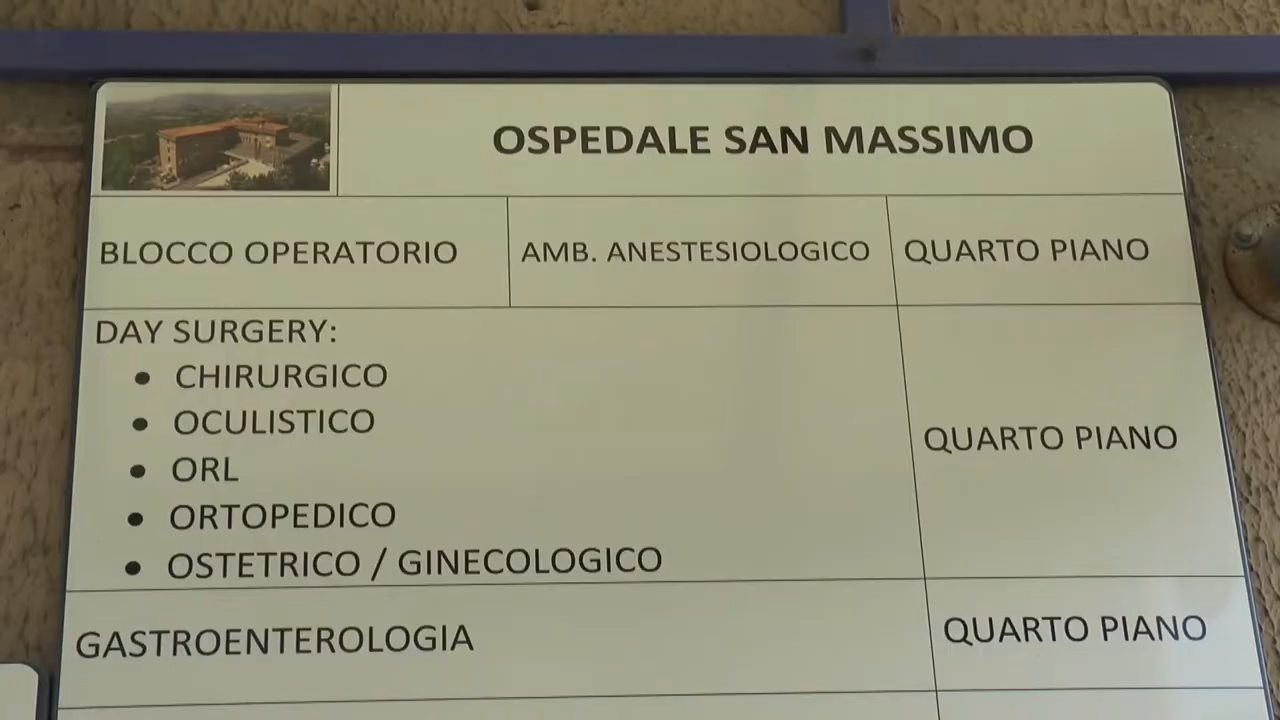 OSPEDALE SAN MASSIMO
BLOCCO OPERATORIO AMB. ANESTESIOLOGICO QUARTO PIANO
DAY SURGERY:
• CHIRURGICO
• OCULISTICO
• ORL
• ORTOPEDICO
• OSTETRICO / GINECOLOGICO
QUARTO PIANO
GASTROENTEROLOGIA QUARTO PIANO